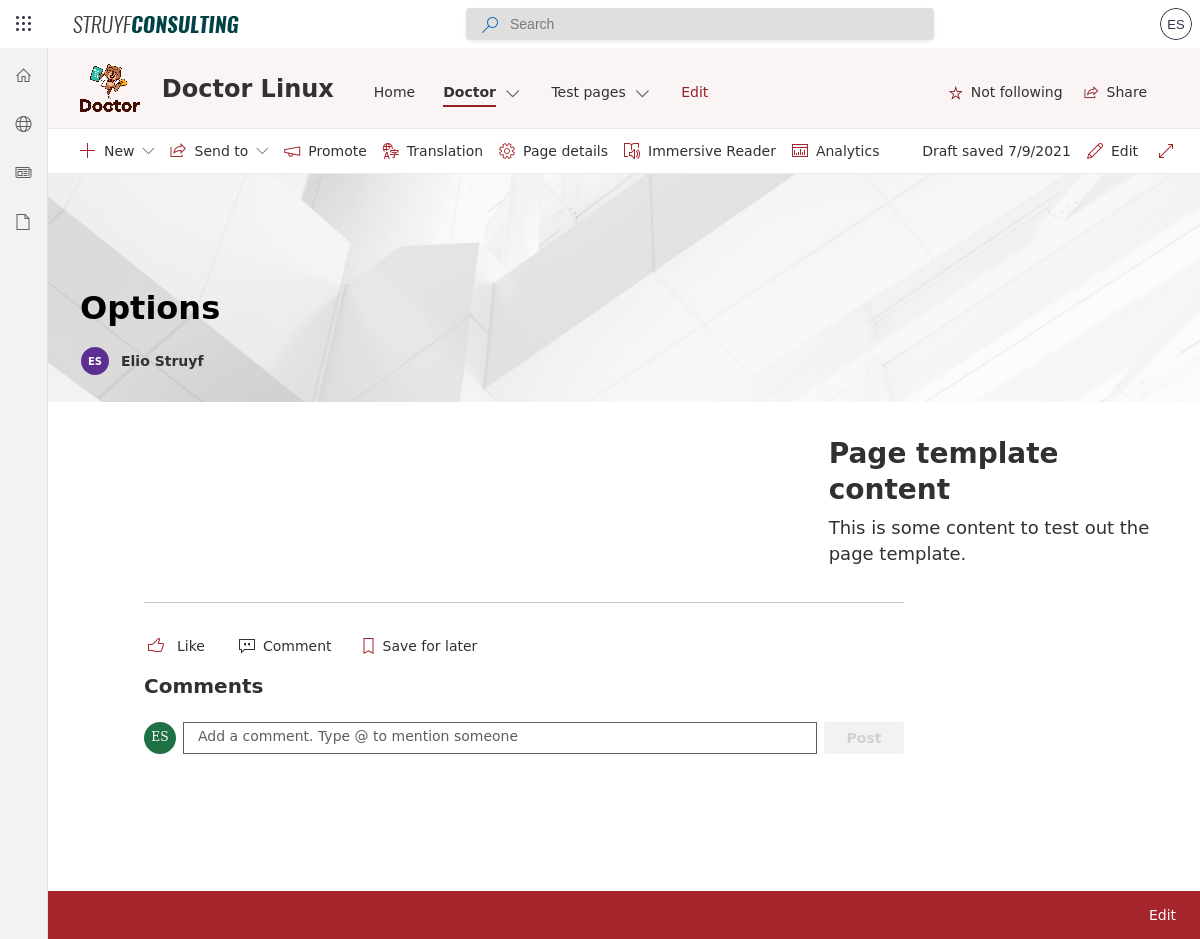 STRUYFCONSULTING
Search
ES
Doctor
Doctor Linux
Home
Doctor
Test pages
Edit
Not following
Share
New
Send to
Promote
Translation
Page details
Immersive Reader
Analytics
Draft saved 7/9/2021
Edit
Options
ES
Elio Struyf
Page template
content
This is some content to test out the
page template.
Like
Comment
Save for later
Comments
ES
Add a comment. Type @ to mention someone
Post
Edit